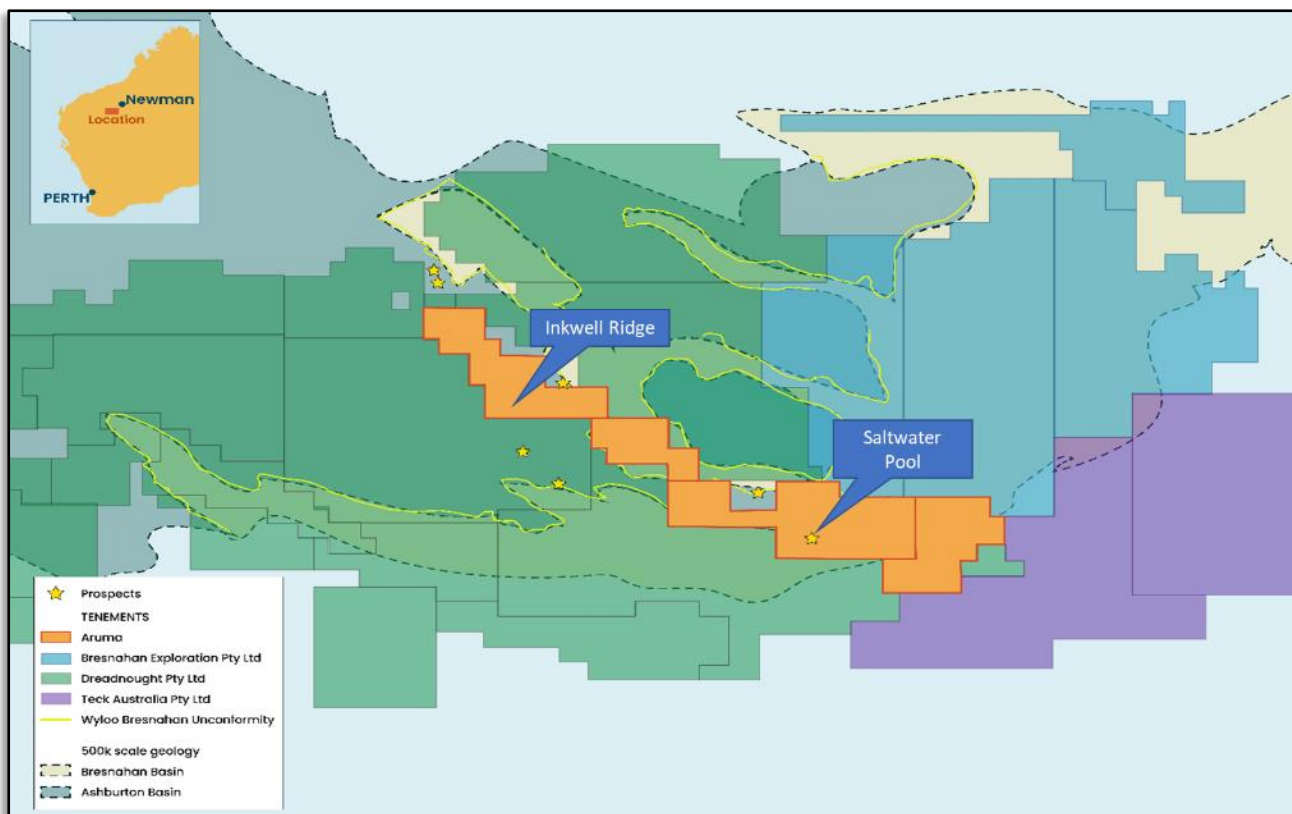 Newman
Location
PERTH
Inkwell Ridge
Saltwater
Pool
Prospects
TENEMENTS
Aruma
Bresnahan Exploration Pty Ltd
Dreadnought Pty Ltd
Teck Australia Pty Ltd
Wyloo Bresnahan Unconformity
500k scale geology
Bresnahan Basin
Ashburton Basin